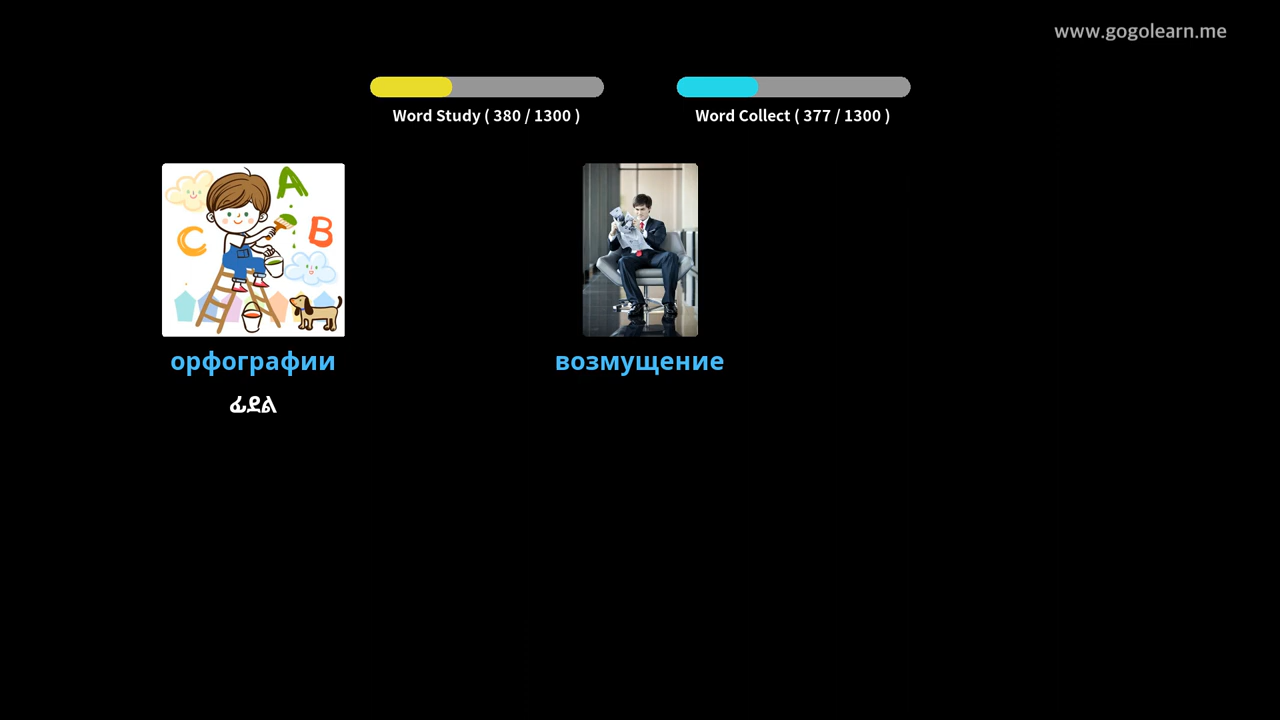 www.gogolearn.me
Word Study ( 380 / 1300 )
Word Collect ( 377 / 1300 )
A
B
C
орфографии
возмущение
ፊደል